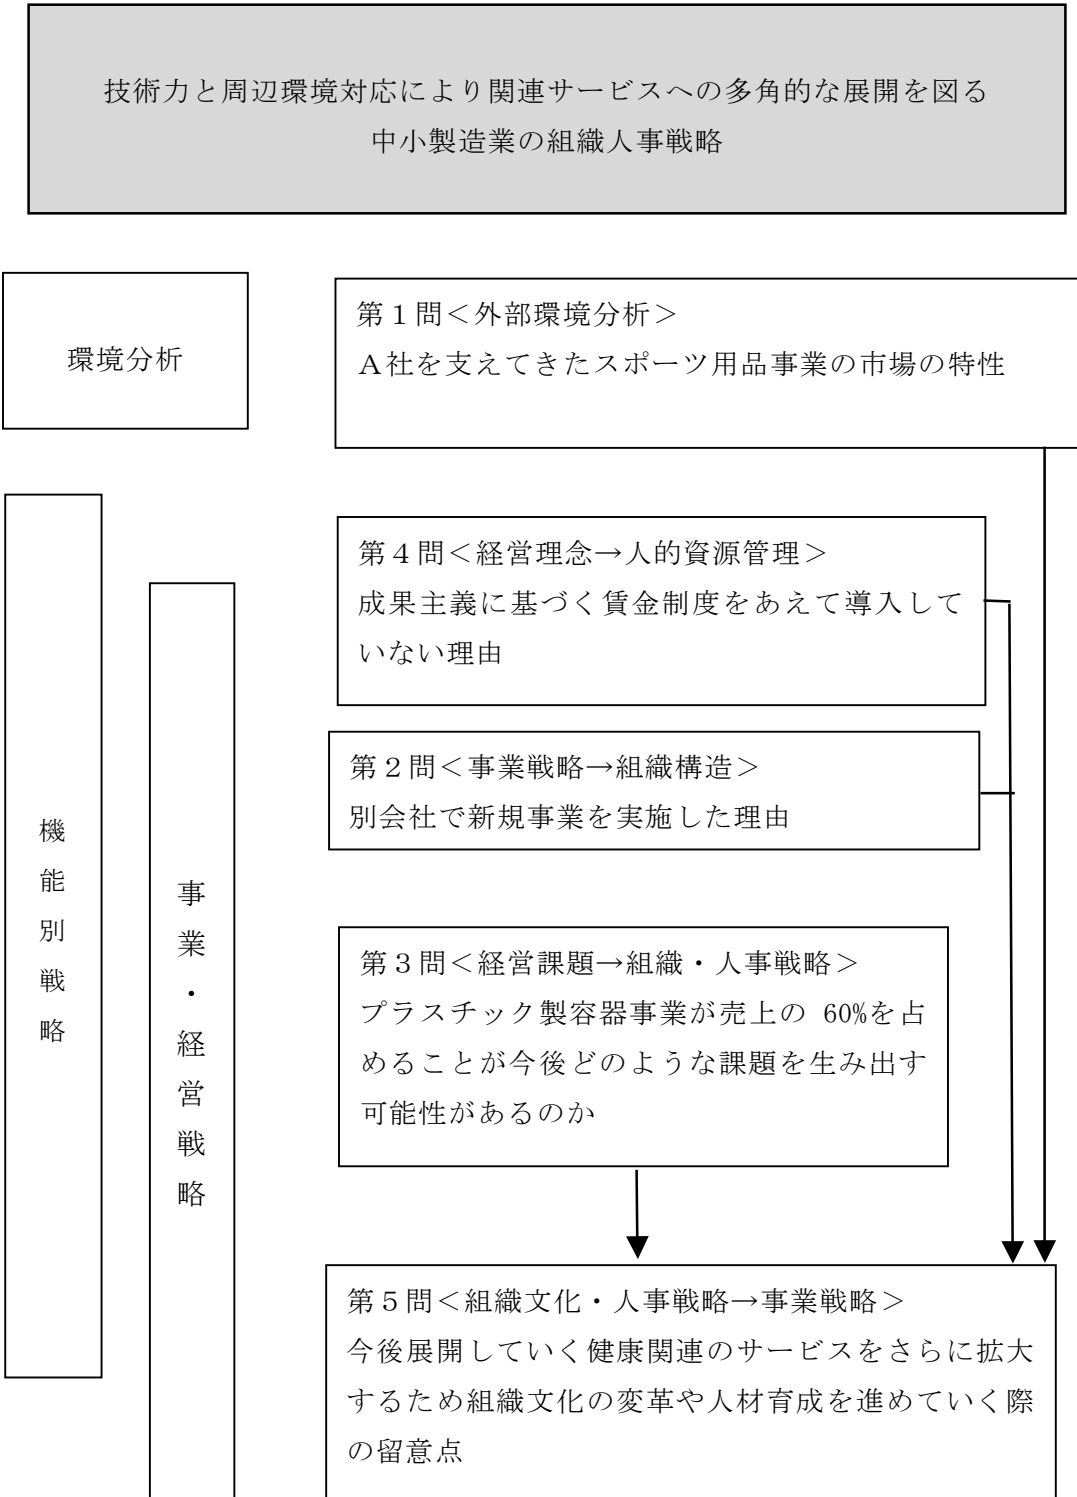 技術力と周辺環境対応により関連サービスへの多角的な展開を図る
中小製造業の組織人事戦略
環境分析
第１問＜外部環境分析＞
Ａ社を支えてきたスポーツ用品事業の市場の特性
機能別戦略
事業・経営戦略
第４問＜経営理念→人的資源管理＞
成果主義に基づく賃金制度をあえて導入して
いない理由
第２問＜事業戦略→組織構造＞
別会社で新規事業を実施した理由
第３問＜経営課題→組織・人事戦略＞
プラスチック製容器事業が売上の 60%を占
めることが今後どのような課題を生み出す
可能性があるのか
第５問＜組織文化・人事戦略→事業戦略＞
今後展開していく健康関連のサービスをさらに拡大
するため組織文化の変革や人材育成を進めていく際
の留意点